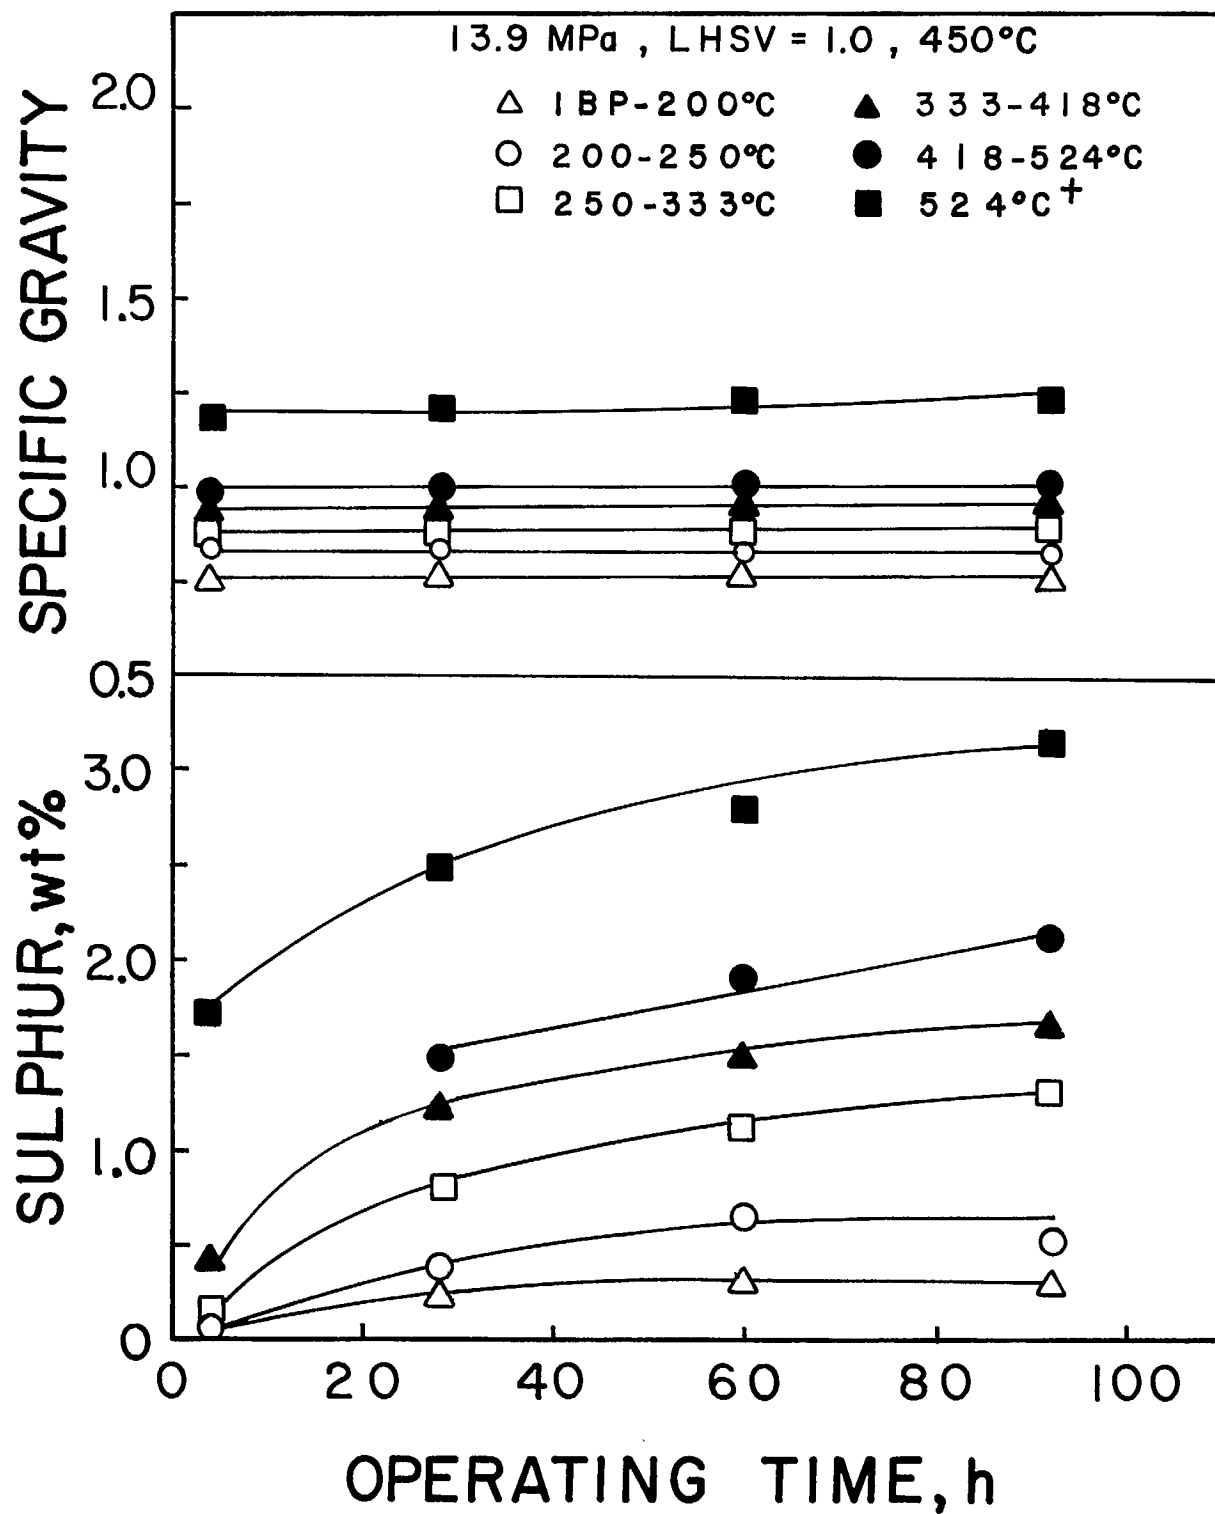 13.9 MPa, LHSV = 1.0, 450°C
IBP-200°C
333-418°C
200-250°C
418-524°C
250-333°C
524°C+
SPECIFIC GRAVITY
2.0
1.5
1.0
0.5
SULPHUR, wt%
3.0
2.0
1.0
0
0 20 40 60 80 100
OPERATING TIME, h